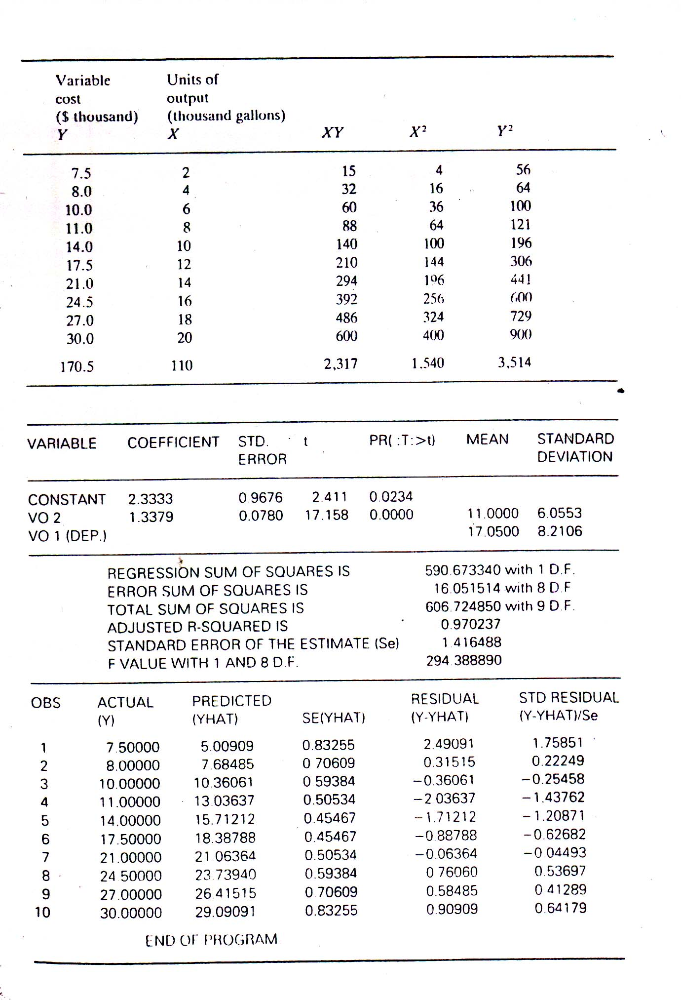 Variable Units of
cost output
($ thousand) (thousand gallons)
Y X XY X² Y²
7.5 2 15 4 56
8.0 4 32 16 64
10.0 6 60 36 100
11.0 8 88 64 121
14.0 10 140 100 196
17.5 12 210 144 306
21.0 14 294 196 441
24.5 16 392 256 600
27.0 18 486 324 729
30.0 20 600 400 900
170.5 110 2,317 1.540 3,514
VARIABLE COEFFICIENT STD. t PR( :T:>t) MEAN STANDARD
ERROR DEVIATION
CONSTANT 2.3333 0.9676 2.411 0.0234
VO 2 1.3379 0.0780 17.158 0.0000 11.0000 6.0553
VO 1 (DEP.) 17.0500 8.2106
REGRESSION SUM OF SQUARES IS 590.673340 with 1 D.F.
ERROR SUM OF SQUARES IS 16.051514 with 8 D.F
TOTAL SUM OF SQUARES IS 606.724850 with 9 D.F.
ADJUSTED R-SQUARED IS 0.970237
STANDARD ERROR OF THE ESTIMATE (Se) 1.416488
F VALUE WITH 1 AND 8 D.F. 294.388890
OBS ACTUAL PREDICTED RESIDUAL STD RESIDUAL
(Y) (YHAT) SE(YHAT) (Y-YHAT) (Y-YHAT)/Se
1 7.50000 5.00909 0.83255 2.49091 1.75851
2 8.00000 7.68485 0.70609 0.31515 0.22249
3 10.00000 10.36061 0.59384 −0.36061 −0.25458
4 11.00000 13.03637 0.50534 −2.03637 −1.43762
5 14.00000 15.71212 0.45467 −1.71212 −1.20871
6 17.50000 18.38788 0.45467 −0.88788 −0.62682
7 21.00000 21.06364 0.50534 −0.06364 −0.04493
8 24.50000 23.73940 0.59384 0.76060 0.53697
9 27.00000 26.41515 0.70609 0.58485 0.41289
10 30.00000 29.09091 0.83255 0.90909 0.64179
END OF PROGRAM